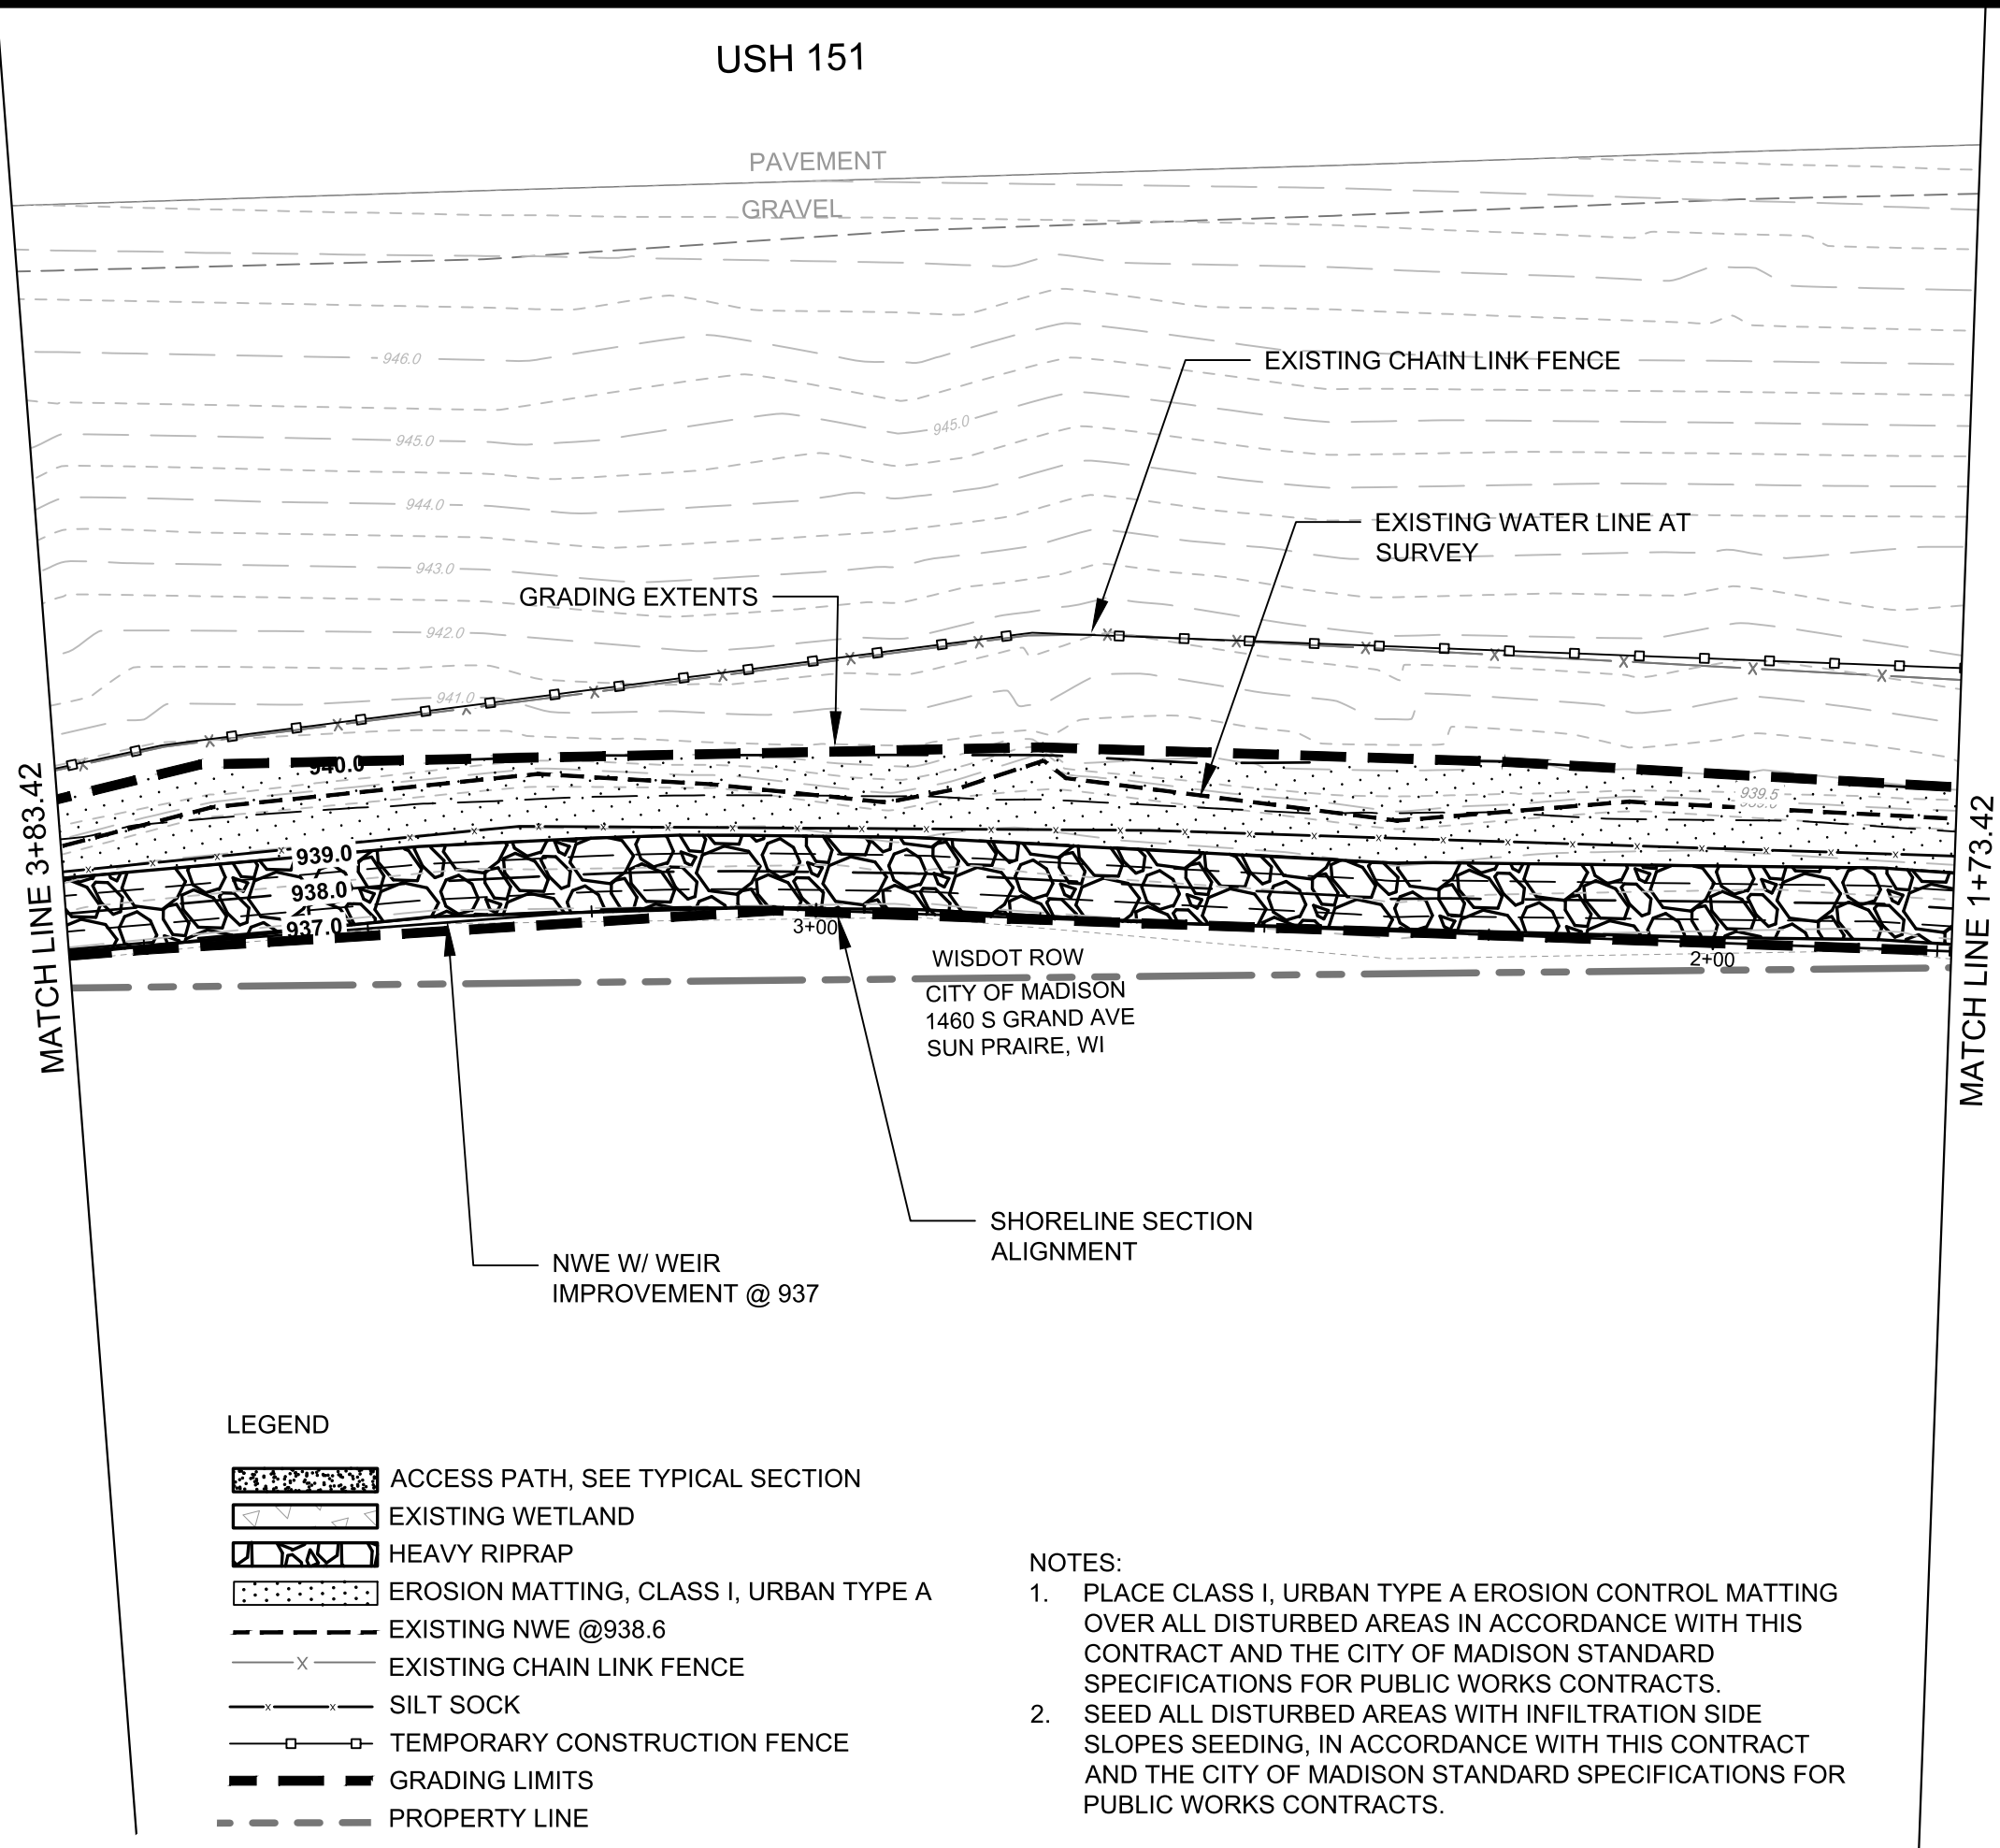 USH 151
PAVEMENT
GRAVEL
946.0
EXISTING CHAIN LINK FENCE
945.0
945.0
944.0
EXISTING WATER LINE AT
SURVEY
943.0
GRADING EXTENTS
942.0
941.0
940.0
939.5
939.0
938.0
937.0
3+00
2+00
MATCH LINE 3+83.42
MATCH LINE 1+73.42
WISDOT ROW
CITY OF MADISON
1460 S GRAND AVE
SUN PRAIRE, WI
SHORELINE SECTION
ALIGNMENT
NWE W/ WEIR
IMPROVEMENT @ 937
LEGEND
ACCESS PATH, SEE TYPICAL SECTION
EXISTING WETLAND
HEAVY RIPRAP
EROSION MATTING, CLASS I, URBAN TYPE A
EXISTING NWE @938.6
EXISTING CHAIN LINK FENCE
SILT SOCK
TEMPORARY CONSTRUCTION FENCE
GRADING LIMITS
PROPERTY LINE
NOTES:
1. PLACE CLASS I, URBAN TYPE A EROSION CONTROL MATTING
OVER ALL DISTURBED AREAS IN ACCORDANCE WITH THIS
CONTRACT AND THE CITY OF MADISON STANDARD
SPECIFICATIONS FOR PUBLIC WORKS CONTRACTS.
2. SEED ALL DISTURBED AREAS WITH INFILTRATION SIDE
SLOPES SEEDING, IN ACCORDANCE WITH THIS CONTRACT
AND THE CITY OF MADISON STANDARD SPECIFICATIONS FOR
PUBLIC WORKS CONTRACTS.